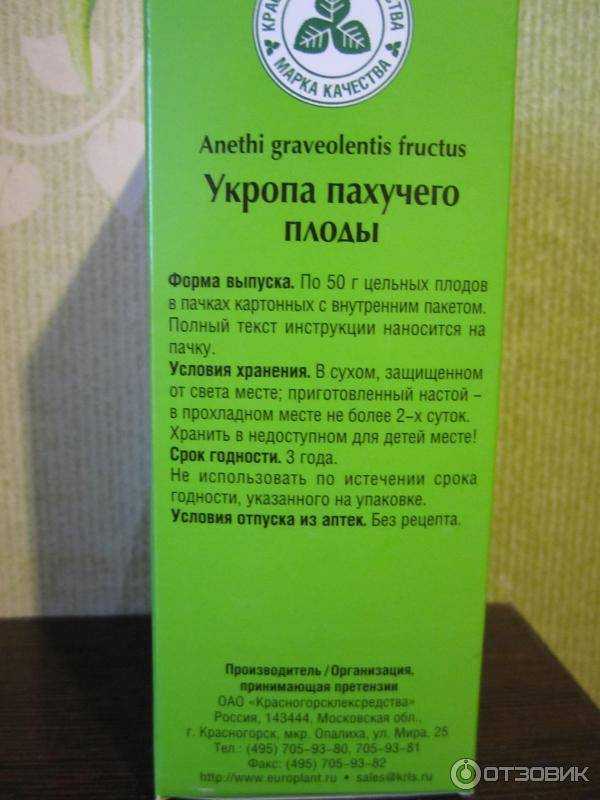 МАРКА КАЧЕСТВА
Anethi graveolentis fructus
Укропа пахучего
плоды
Форма выпуска. По 50 г цельных плодов
в пачках картонных с внутренним пакетом.
Полный текст инструкции наносится на
пачку.
Условия хранения. В сухом, защищенном
от света месте; приготовленный настой –
в прохладном месте не более 2-х суток.
Хранить в недоступном для детей месте!
Срок годности. 3 года.
Не использовать по истечении срока
годности, указанного на упаковке.
Условия отпуска из аптек. Без рецепта.
Производитель/Организация,
принимающая претензии
ОАО «Красногорсклексредства»
Россия, 143444, Московская обл.,
г. Красногорск, мкр. Опалиха, ул. Мира, 25
Тел.: (495) 705-93-80, 705-93-81
Факс: (495) 705-93-82
http://www.europlant.ru • sales@krls.ru
ОТЗОВИК